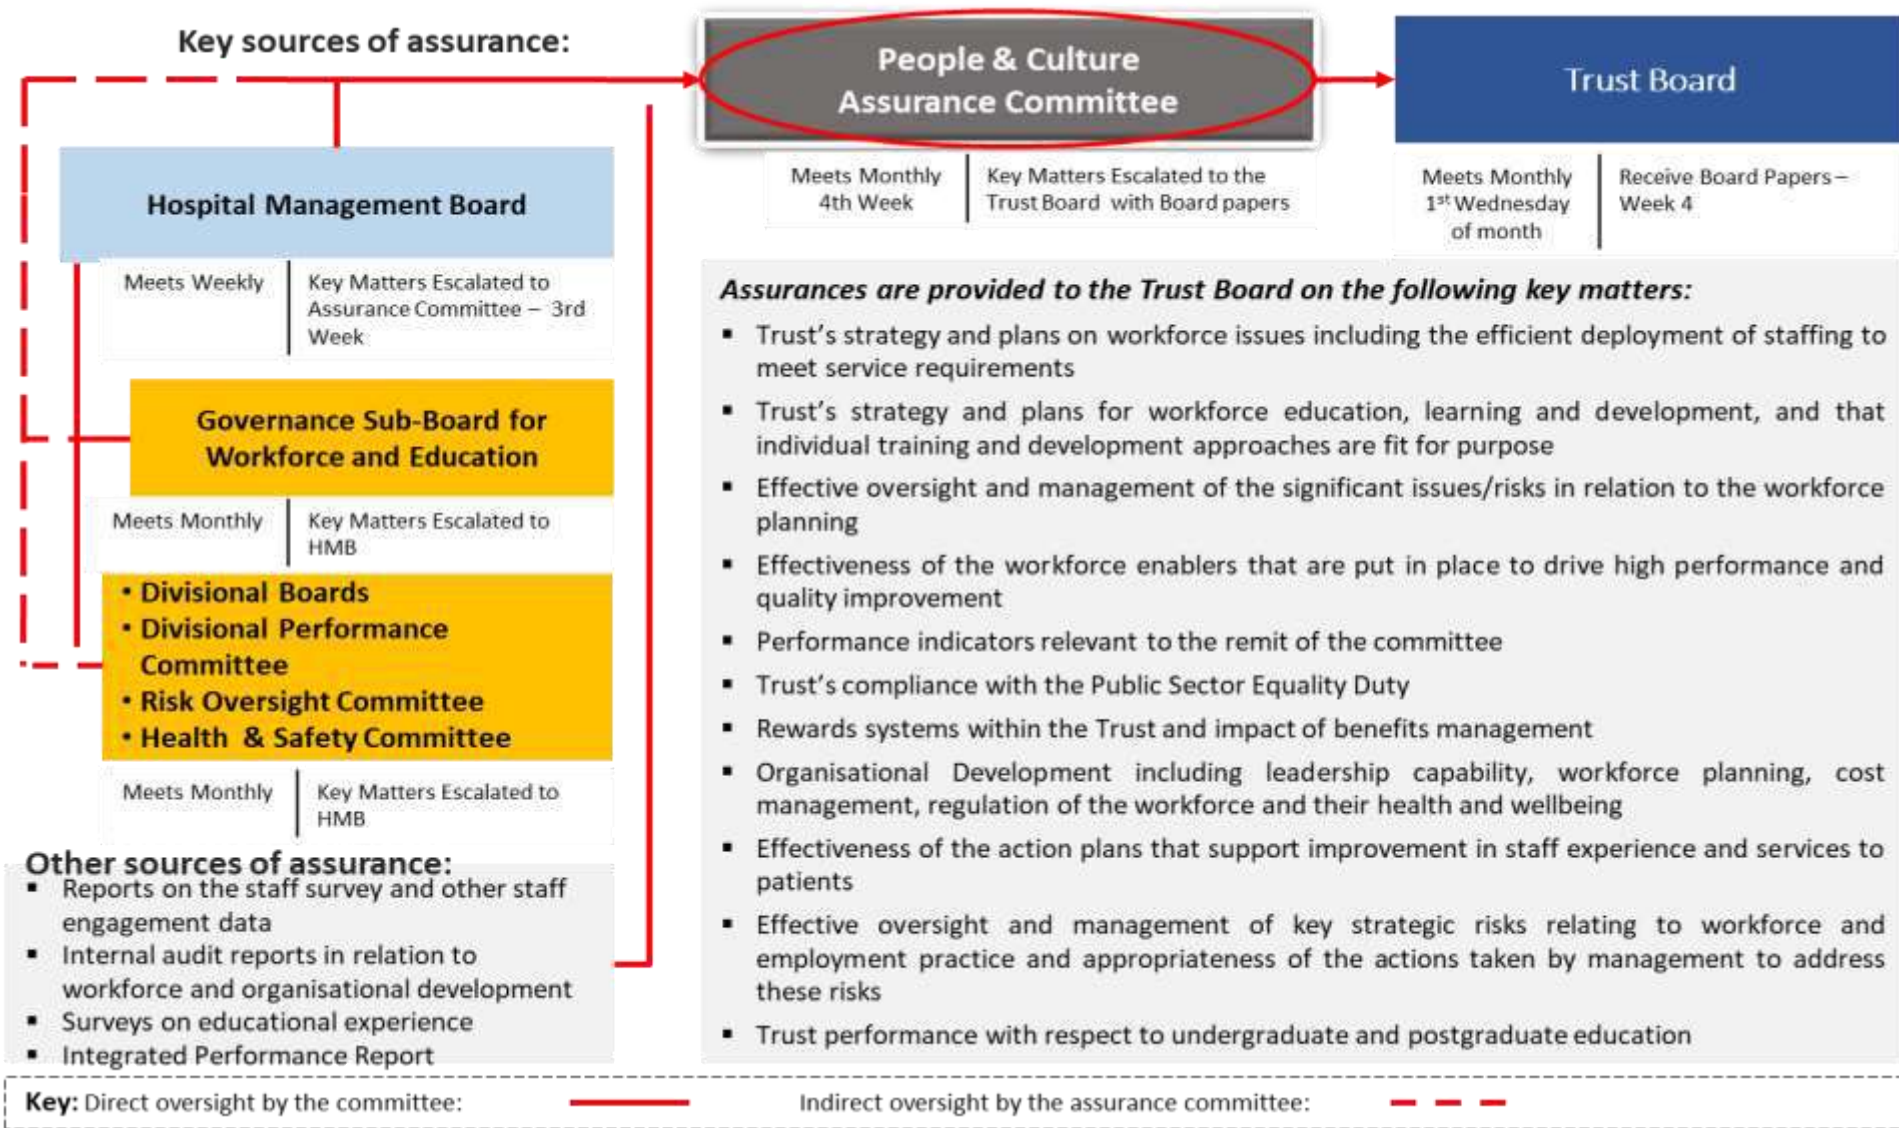 Key sources of assurance:
People & Culture
Assurance Committee
Trust Board
Meets Monthly
4th Week
Key Matters Escalated to the
Trust Board with Board papers
Meets Monthly
1st Wednesday
of month
Receive Board Papers –
Week 4
Hospital Management Board
Meets Weekly
Key Matters Escalated to
Assurance Committee – 3rd
Week
Governance Sub-Board for
Workforce and Education
Meets Monthly
Key Matters Escalated to
HMB
• Divisional Boards
• Divisional Performance
Committee
• Risk Oversight Committee
• Health & Safety Committee
Meets Monthly
Key Matters Escalated to
HMB
Other sources of assurance:
▪ Reports on the staff survey and other staff
engagement data
▪ Internal audit reports in relation to
workforce and organisational development
▪ Surveys on educational experience
▪ Integrated Performance Report
Assurances are provided to the Trust Board on the following key matters:
▪ Trust's strategy and plans on workforce issues including the efficient deployment of staffing to
meet service requirements
▪ Trust's strategy and plans for workforce education, learning and development, and that
individual training and development approaches are fit for purpose
▪ Effective oversight and management of the significant issues/risks in relation to the workforce
planning
▪ Effectiveness of the workforce enablers that are put in place to drive high performance and
quality improvement
▪ Performance indicators relevant to the remit of the committee
▪ Trust's compliance with the Public Sector Equality Duty
▪ Rewards systems within the Trust and impact of benefits management
▪ Organisational Development including leadership capability, workforce planning, cost
management, regulation of the workforce and their health and wellbeing
▪ Effectiveness of the action plans that support improvement in staff experience and services to
patients
▪ Effective oversight and management of key strategic risks relating to workforce and
employment practice and appropriateness of the actions taken by management to address
these risks
▪ Trust performance with respect to undergraduate and postgraduate education
Key: Direct oversight by the committee:
Indirect oversight by the assurance committee: